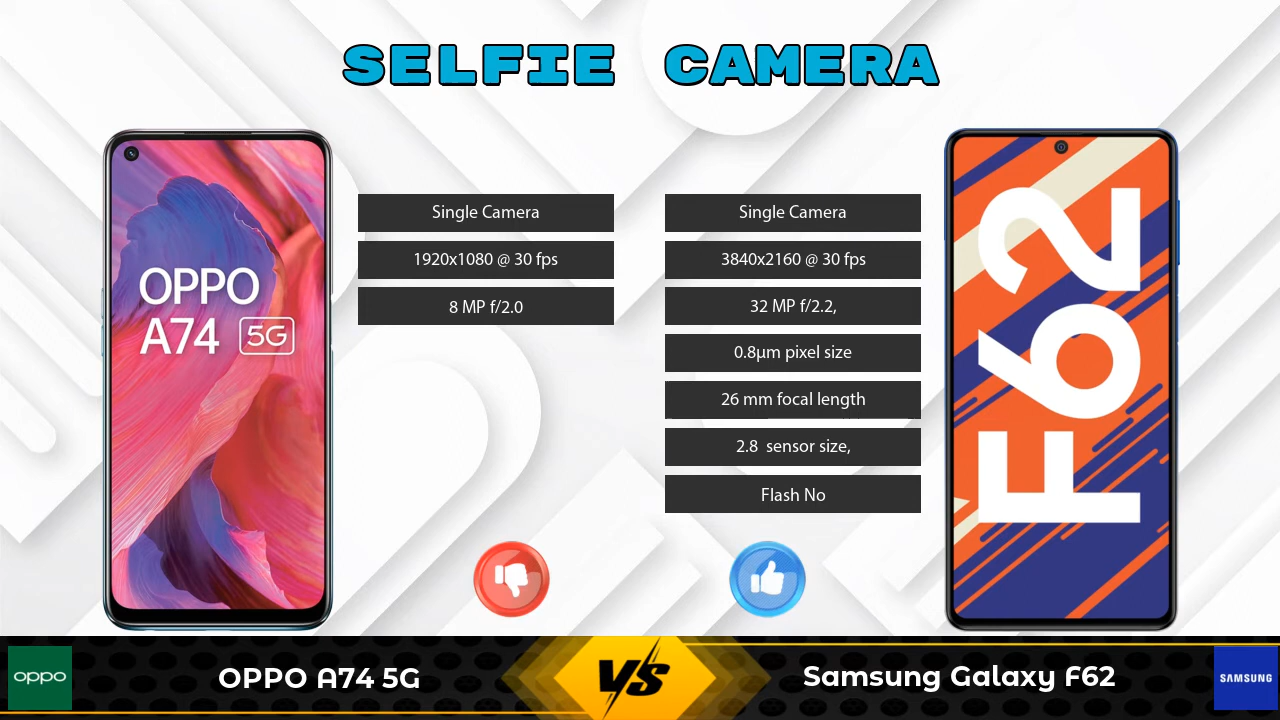 SELFIE CAMERA
OPPO
A74 5G
Single Camera
1920x1080 @ 30 fps
8 MP f/2.0
Single Camera
3840x2160 @ 30 fps
32 MP f/2.2,
0.8μm pixel size
26 mm focal length
2.8 sensor size,
Flash No
F62
oppo
OPPO A74 5G
VS
Samsung Galaxy F62
SAMSUNG